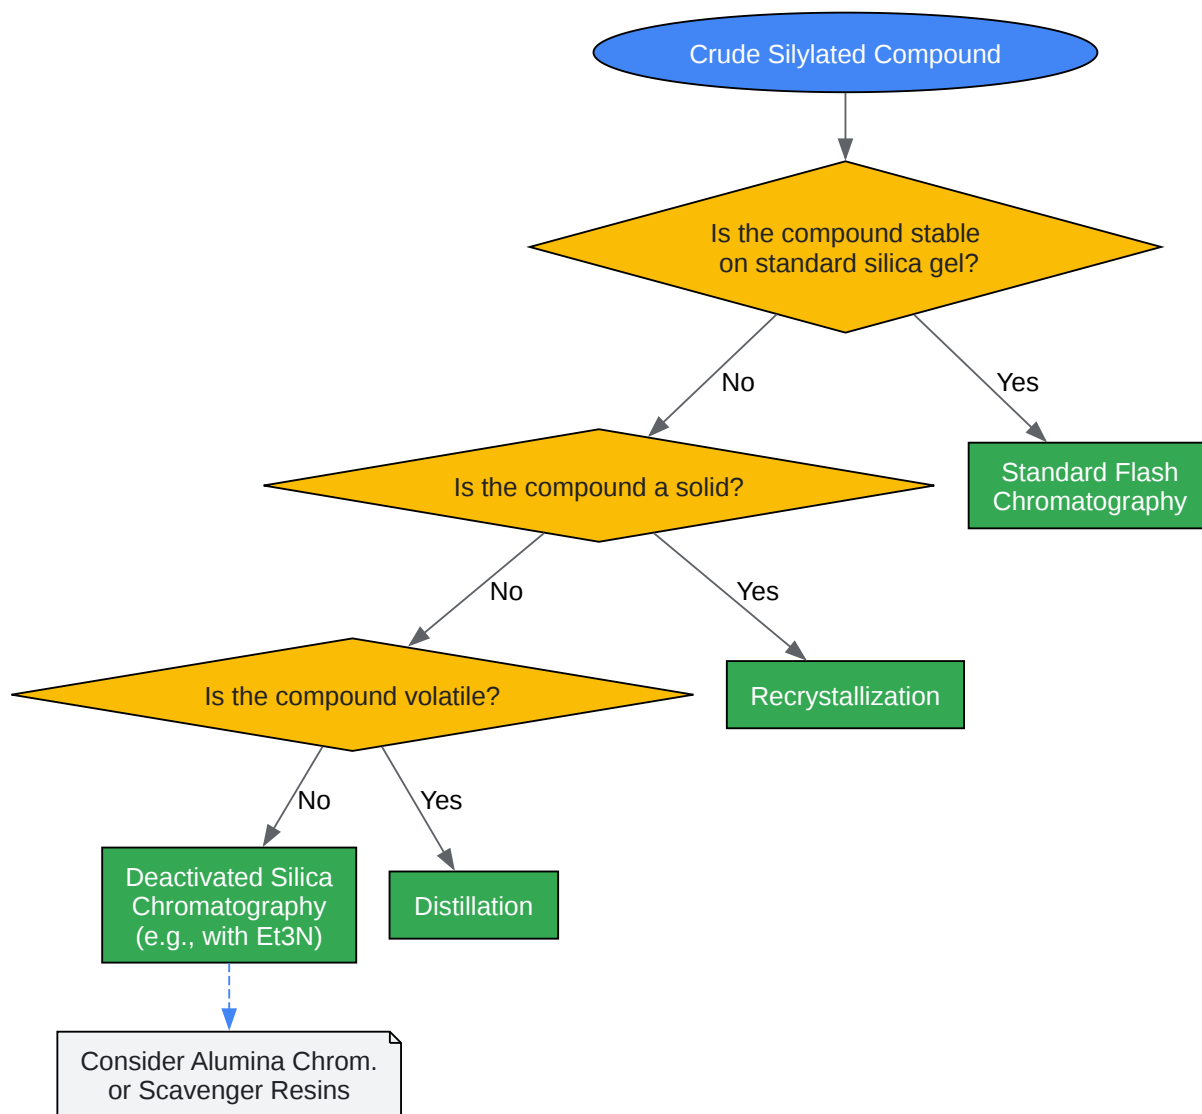 Crude Silylated Compound
Is the compound stable
on standard silica gel?
No
Yes
Is the compound a solid?
Standard Flash
Chromatography
No
Yes
Is the compound volatile?
Recrystallization
No
Yes
Deactivated Silica
Chromatography
(e.g., with Et3N)
Distillation
Consider Alumina Chrom.
or Scavenger Resins